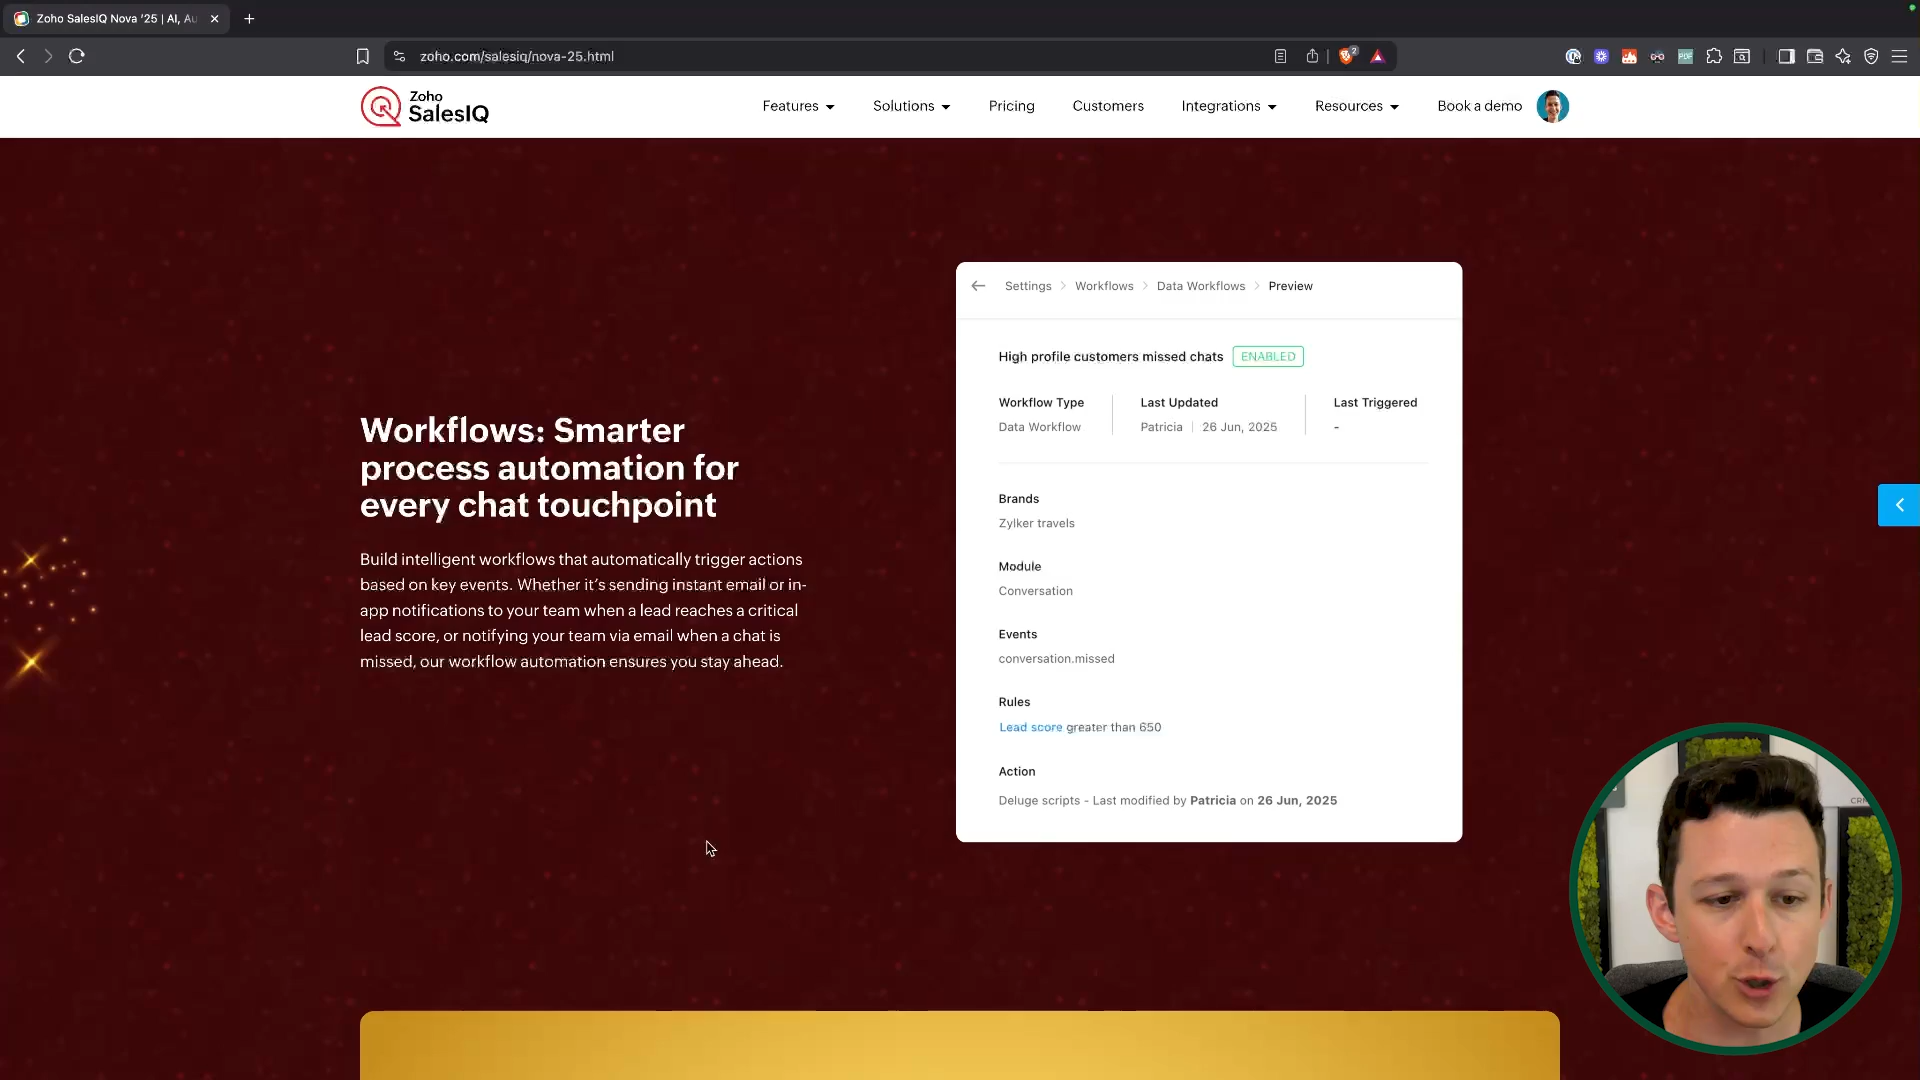 Zoho SalesIQ Nova '25 | AI, Au
zoho.com/salesiq/nova-25.html
2
PDF
Zoho
SalesIQ
Features
Solutions
Pricing
Customers
Integrations
Resources
Book a demo
Workflows: Smarter
process automation for
every chat touchpoint
Build intelligent workflows that automatically trigger actions
based on key events. Whether it's sending instant email or in-
app notifications to your team when a lead reaches a critical
lead score, or notifying your team via email when a chat is
missed, our workflow automation ensures you stay ahead.
Settings > Workflows > Data Workflows > Preview
High profile customers missed chats ENABLED
Workflow Type
Data Workflow
Last Updated
Patricia | 26 Jun, 2025
Last Triggered
-
Brands
Zylker travels
Module
Conversation
Events
conversation.missed
Rules
Lead score greater than 650
Action
Deluge scripts - Last modified by Patricia on 26 Jun, 2025